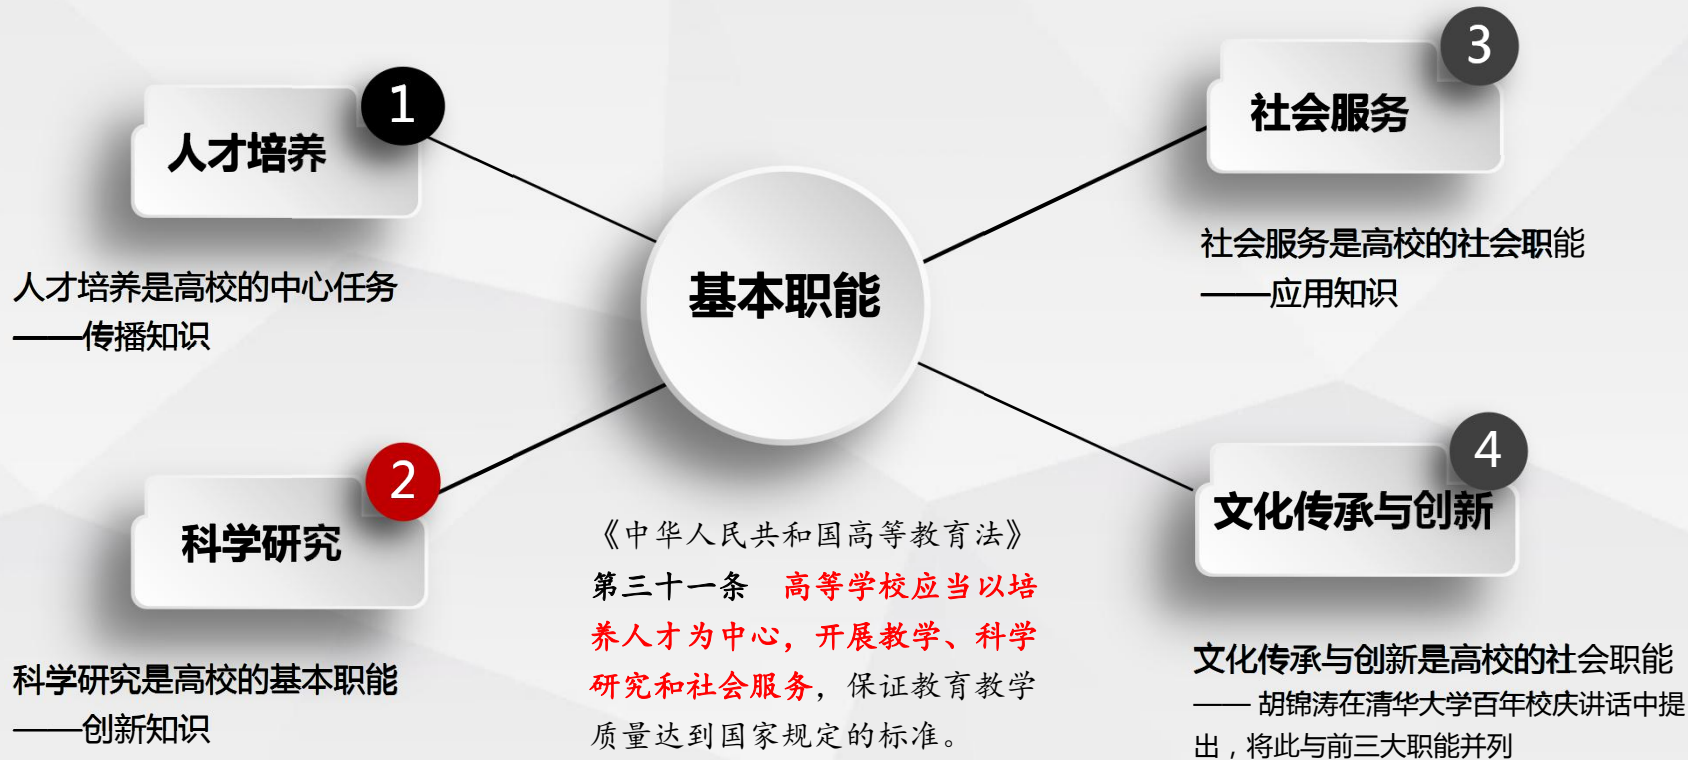 1
人才培养
人才培养是高校的中心任务
——传播知识
2
科学研究
科学研究是高校的基本职能
——创新知识
基本职能
《中华人民共和国高等教育法》
第三十一条 高等学校应当以培
养人才为中心，开展教学、科学
研究和社会服务，保证教育教学
质量达到国家规定的标准。
3
社会服务
社会服务是高校的社会职能
——应用知识
4
文化传承与创新
文化传承与创新是高校的社会职能
—— 胡锦涛在清华大学百年校庆讲话中提
出，将此与前三大职能并列